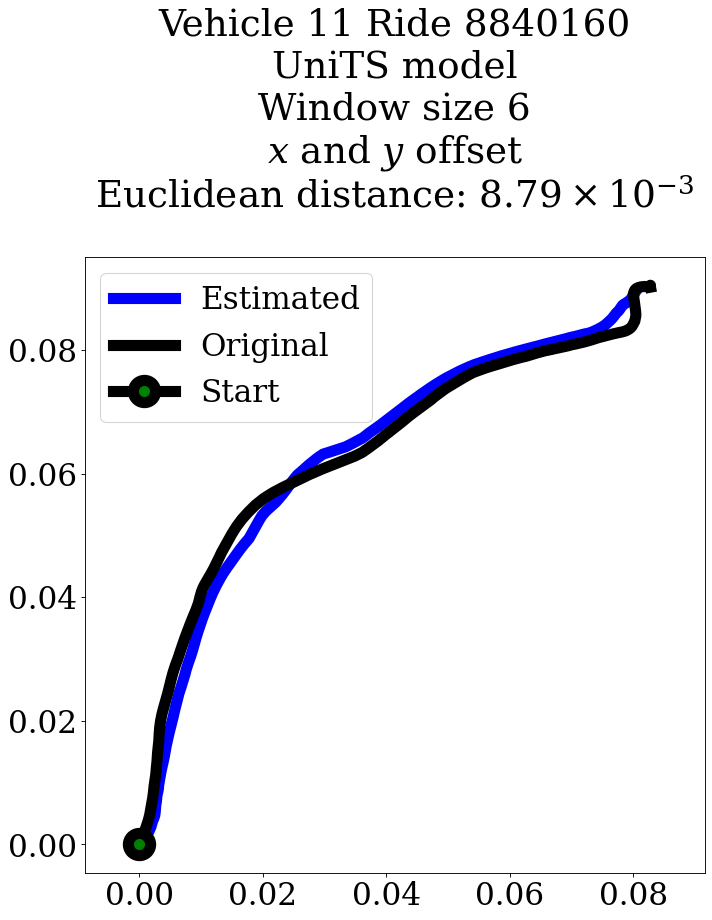 Vehicle 11 Ride 8840160
UniTS model
Window size 6
x and y offset
Euclidean distance: 8.79 × 10⁻³
Estimated
Original
Start
0.08
0.06
0.04
0.02
0.00
0.00 0.02 0.04 0.06 0.08